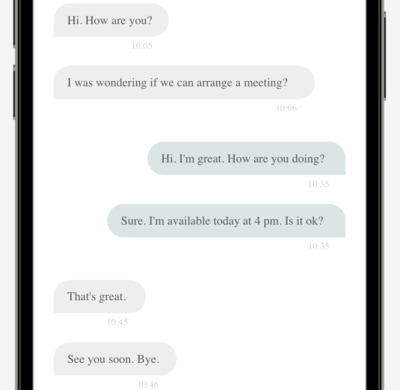 Hi. How are you?
10:05
I was wondering if we can arrange a meeting?
10:06
Hi. I'm great. How are you doing?
10:35
Sure. I'm available today at 4 pm. Is it ok?
10:35
That's great.
10:45
See you soon. Bye.
10:46